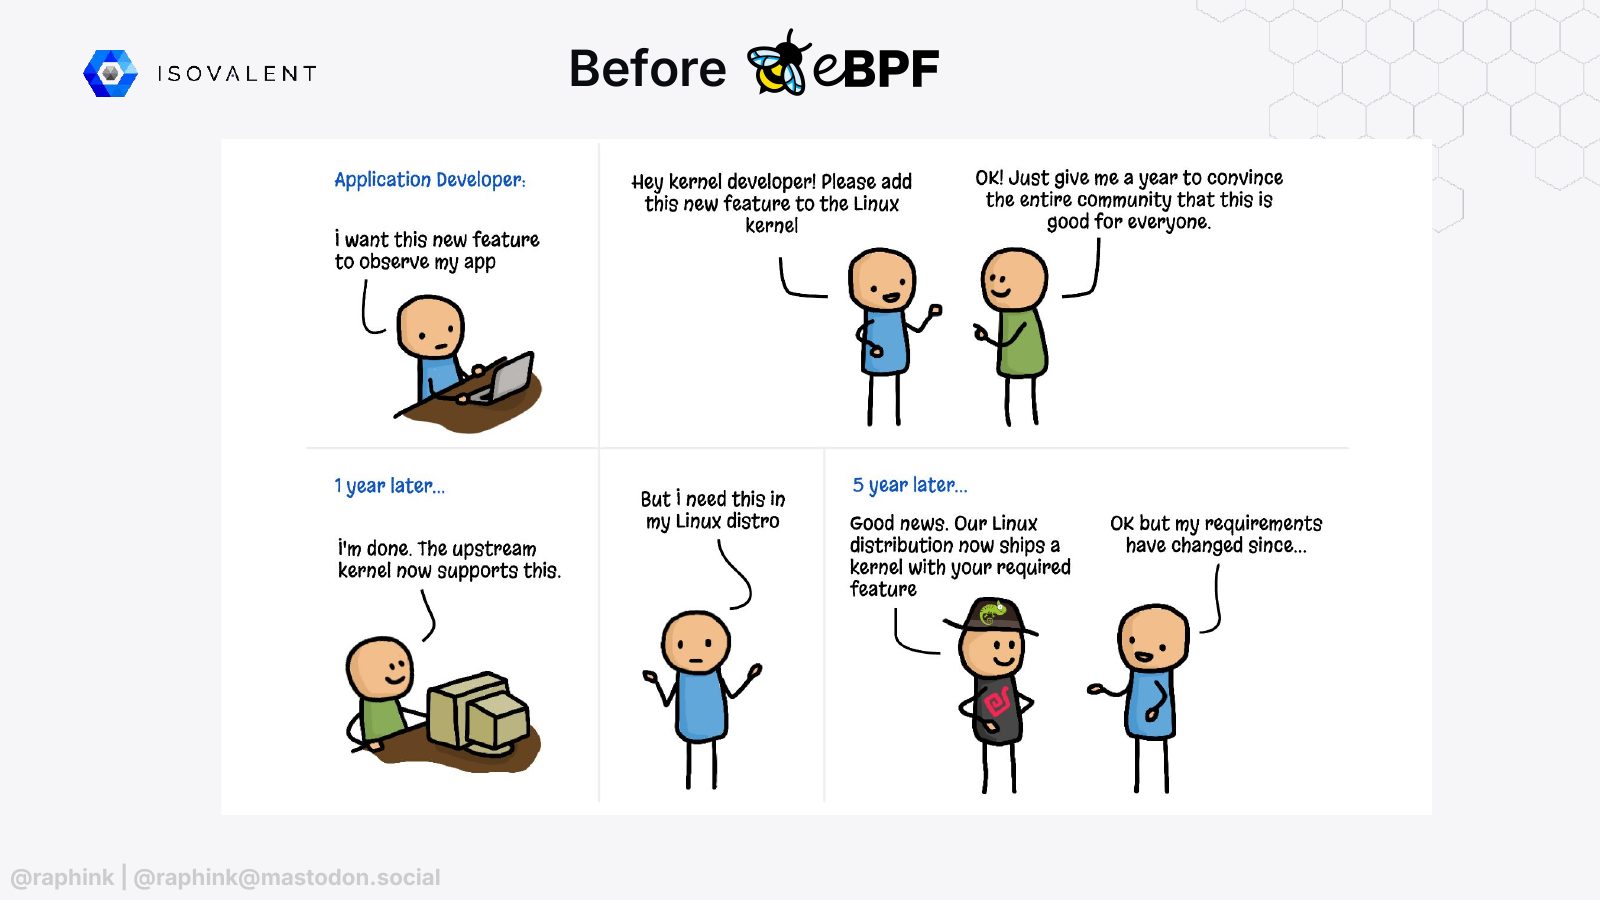 ISOVALENT
Before eBPF
Application Developer:
i want this new feature
to observe my app
Hey kernel developer! Please add
this new feature to the Linux
kernel
OK! Just give me a year to convince
the entire community that this is
good for everyone.
1 year later...
i'm done. The upstream
kernel now supports this.
But i need this in
my Linux distro
5 year later...
Good news. Our Linux
distribution now ships a
kernel with your required
feature
OK but my requirements
have changed since...
@raphink | @raphink@mastodon.social